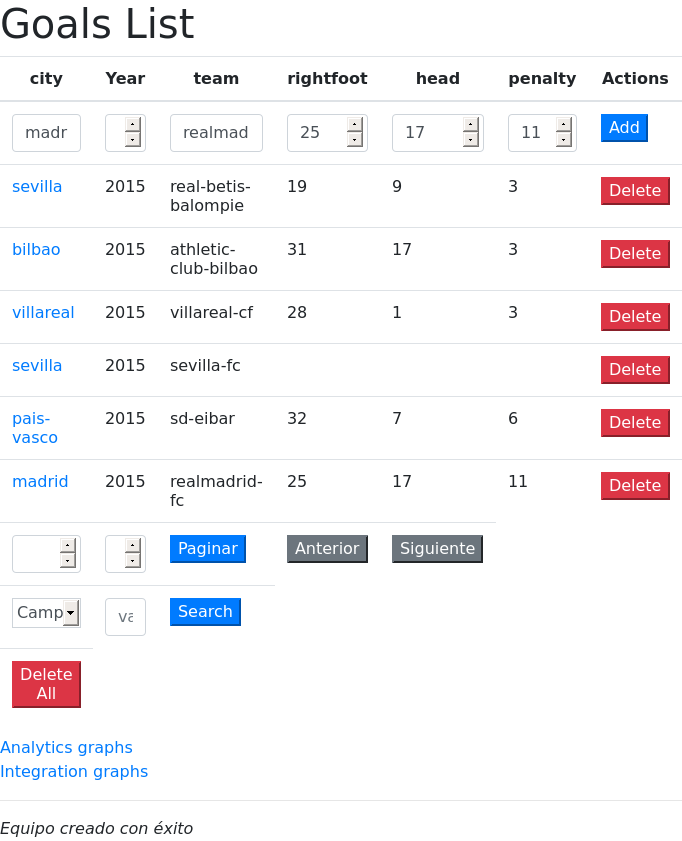 Goals List
city Year team rightfoot head penalty Actions
madr realmad 25 17 11 Add
sevilla 2015 real-betis- 19 9 3 Delete
balompie
bilbao 2015 athletic- 31 17 3 Delete
club-bilbao
villareal 2015 villareal-cf 28 1 3 Delete
sevilla 2015 sevilla-fc Delete
pais- 2015 sd-eibar 32 7 6 Delete
vasco
madrid 2015 realmadrid- 25 17 11 Delete
fc
Paginar Anterior Siguiente
Camp Search
Delete
All
Analytics graphs
Integration graphs
Equipo creado con éxito